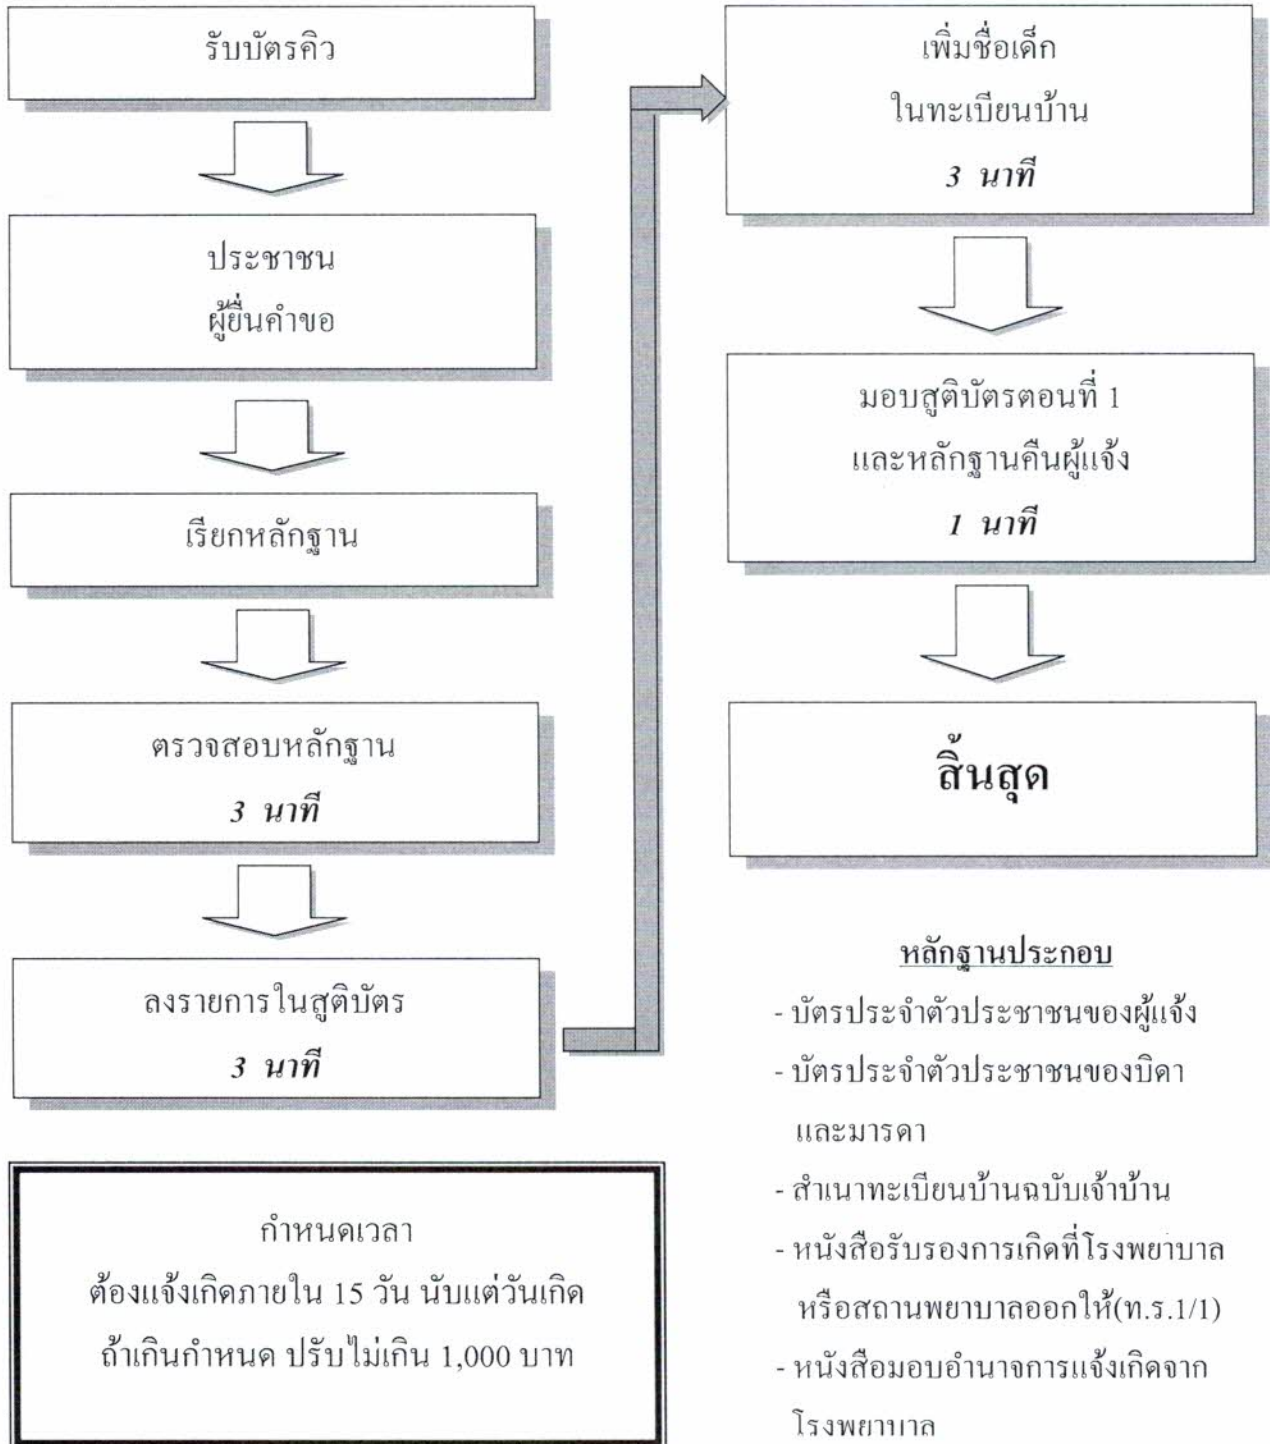 รับบัตรคิว
ประชาชน
ผู้ยื่นคำขอ
เรียกหลักฐาน
ตรวจสอบหลักฐาน
3 นาที
ลงรายการในสูติบัตร
3 นาที
เพิ่มชื่อเด็ก
ในทะเบียนบ้าน
3 นาที
มอบสูติบัตรตอนที่ 1
และหลักฐานคืนผู้แจ้ง
1 นาที
สิ้นสุด
กำหนดเวลา
ต้องแจ้งเกิดภายใน 15 วัน นับแต่วันเกิด
ถ้าเกินกำหนด ปรับไม่เกิน 1,000 บาท
หลักฐานประกอบ
- บัตรประจำตัวประชาชนของผู้แจ้ง
- บัตรประจำตัวประชาชนของบิดา
และมารดา
- สำเนาทะเบียนบ้านฉบับเจ้าบ้าน
- หนังสือรับรองการเกิดที่โรงพยาบาล
หรือสถานพยาบาลออกให้(ท.ร.1/1)
- หนังสือมอบอำนาจการแจ้งเกิดจาก
โรงพยาบาล